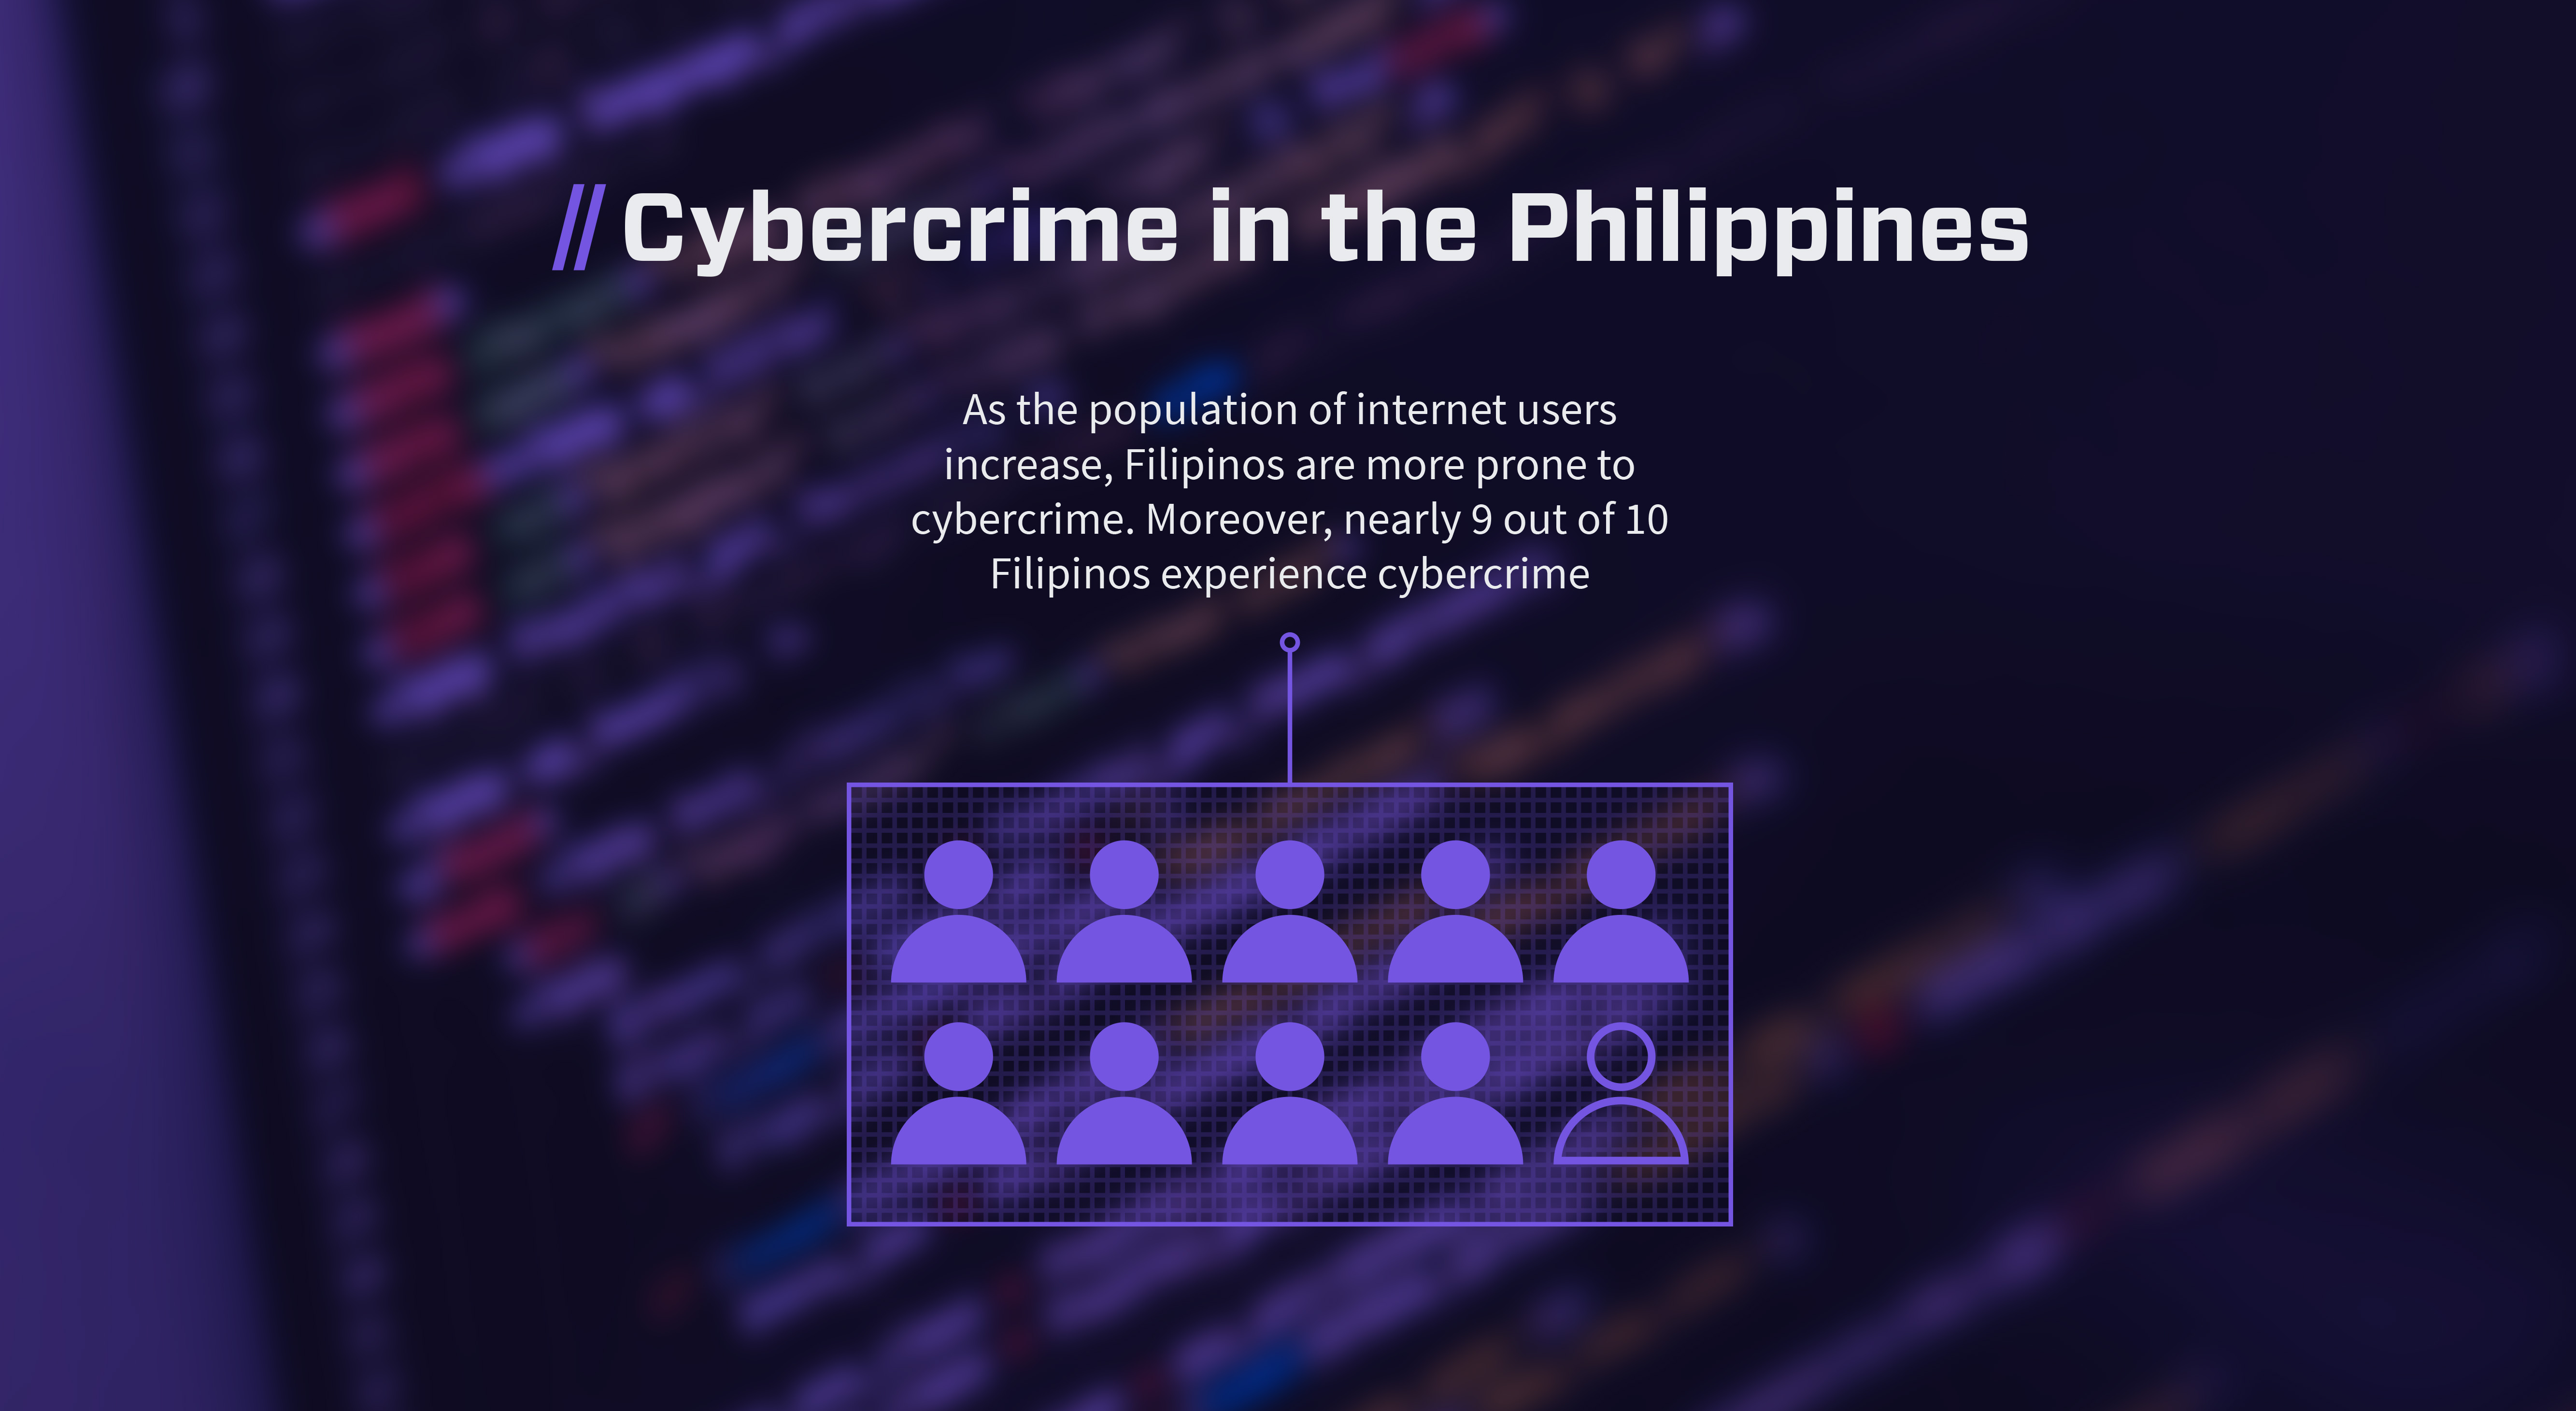 // Cybercrime in the Philippines
As the population of internet users
increase, Filipinos are more prone to
cybercrime. Moreover, nearly 9 out of 10
Filipinos experience cybercrime